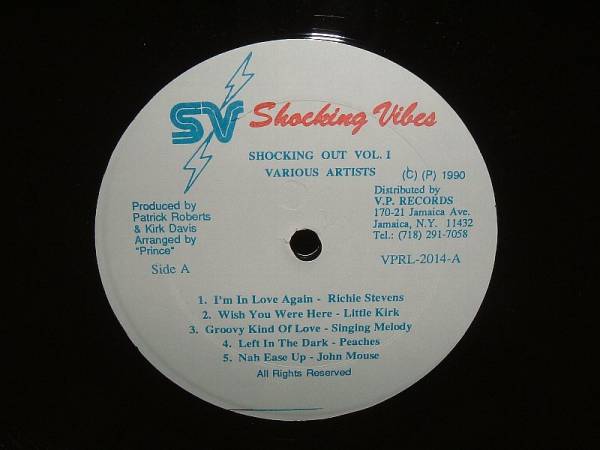 SV Shocking Vibes
SHOCKING OUT VOL. I
VARIOUS ARTISTS
(C) (P) 1990
Distributed by
V.P. RECORDS
170-21 Jamaica Ave.
Jamaica, N.Y. 11432
Tel.: (718) 291-7058
Produced by
Patrick Roberts
& Kirk Davis
Arranged by
"Prince"
Side A
VPRL-2014-A
1. I'm In Love Again - Richie Stevens
2. Wish You Were Here - Little Kirk
3. Groovy Kind Of Love - Singing Melody
4. Left In The Dark - Peaches
5. Nah Ease Up - John Mouse
All Rights Reserved